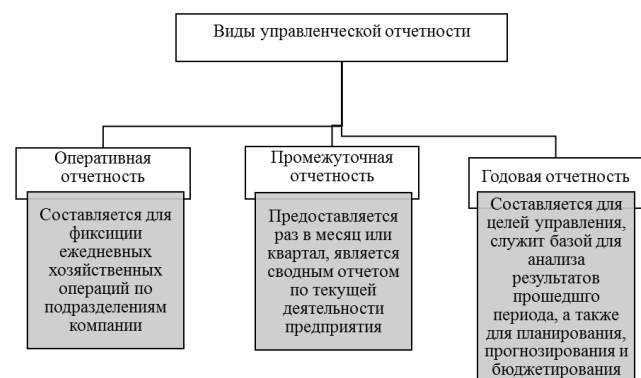 Виды управленческой отчетности
Оперативная
отчетность
Составляется для
фиксиции
ежедневных
хозяйственных
операций по
подразделениям
компании
Промежуточная
отчетность
Предоставляется
раз в месяц или
квартал, является
сводным отчетом
по текущей
деятельности
предприятия
Годовая отчетность
Составляется для
целей управления,
служит базой для
анализа
результатов
прошедшго
периода, а также
для планирования,
прогнозирования и
бюджетирования